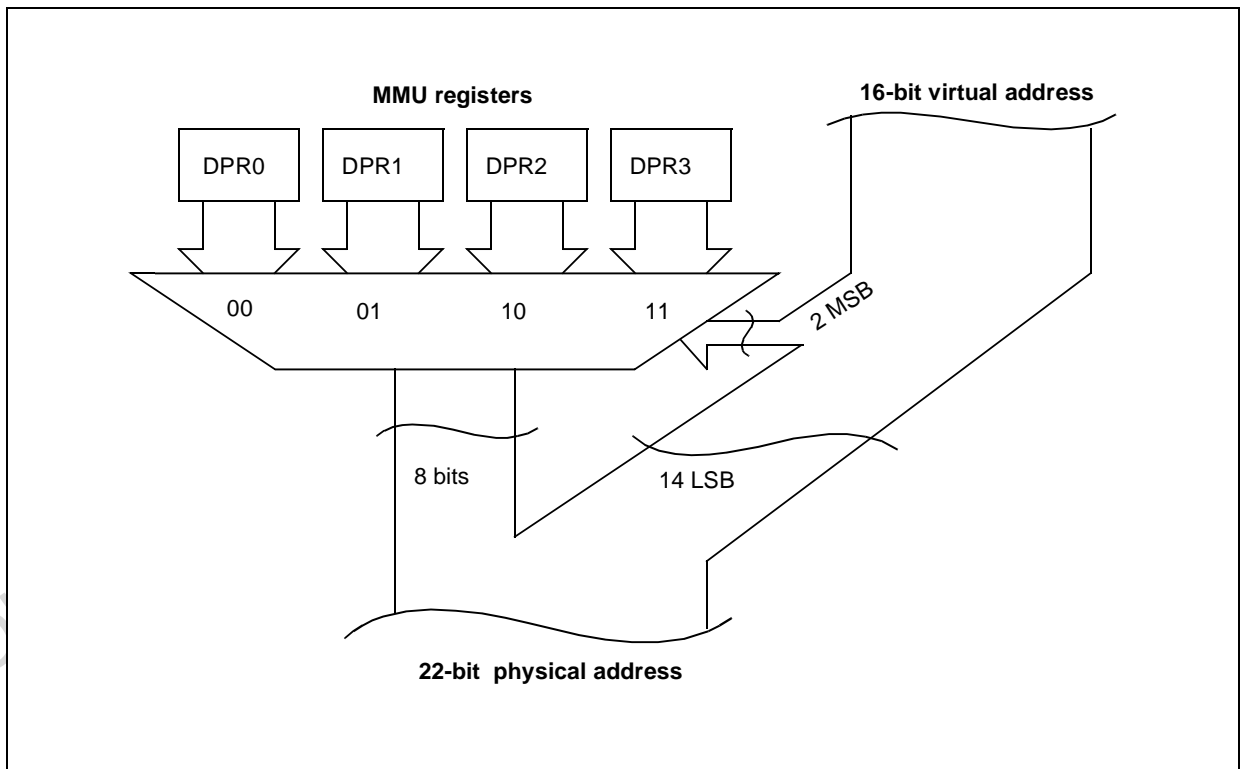 MMU registers
16-bit virtual address
DPR0 DPR1 DPR2 DPR3
00 01 10 11
2 MSB
8 bits
14 LSB
22-bit physical address